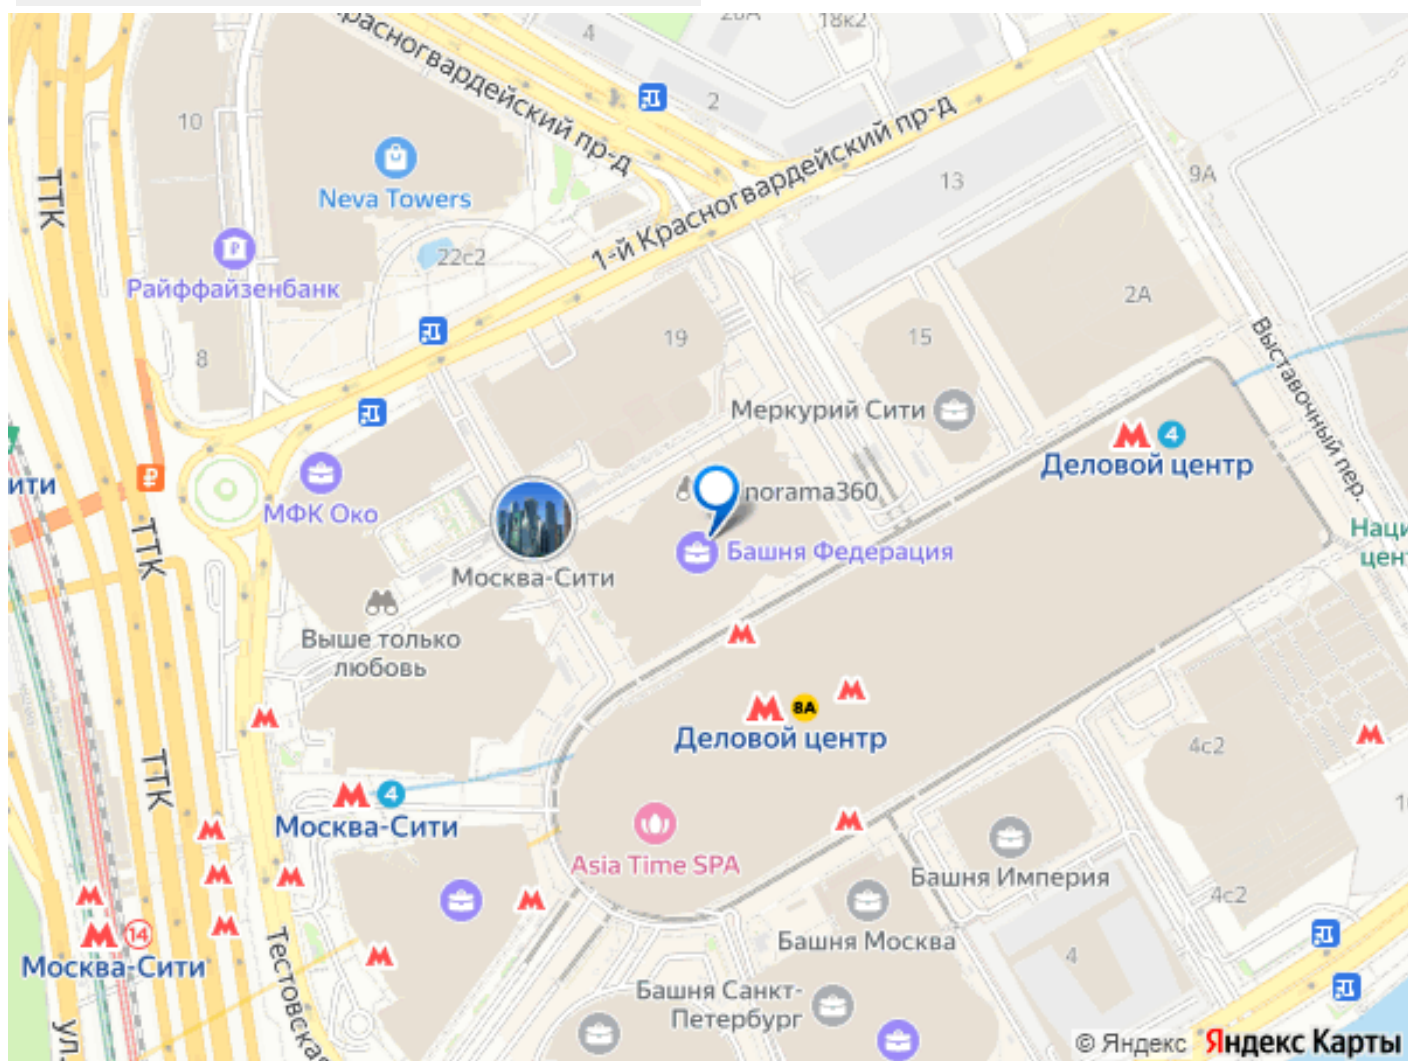 Красногвардейский пр-д
4
18к2
2
10
Neva Towers
ТТК
1-й Красногвардейский пр-д
13
9А
22с2
Райффайзенбанк
2А
8
19
15
Выставочный пер.
Меркурий Сити
4
Деловой центр
МФК Око
norama360
Башня Федерация
Москва-Сити
ТТК
Выше только
любовь
8А
Деловой центр
4с2
ТТК
4
Москва-Сити
Asia Time SPA
Башня Империя
4с2
14
Москва-Сити
Башня Москва
4
Тестовская
Башня Санкт-
Петербург
ул.
© Яндекс Яндекс Карты